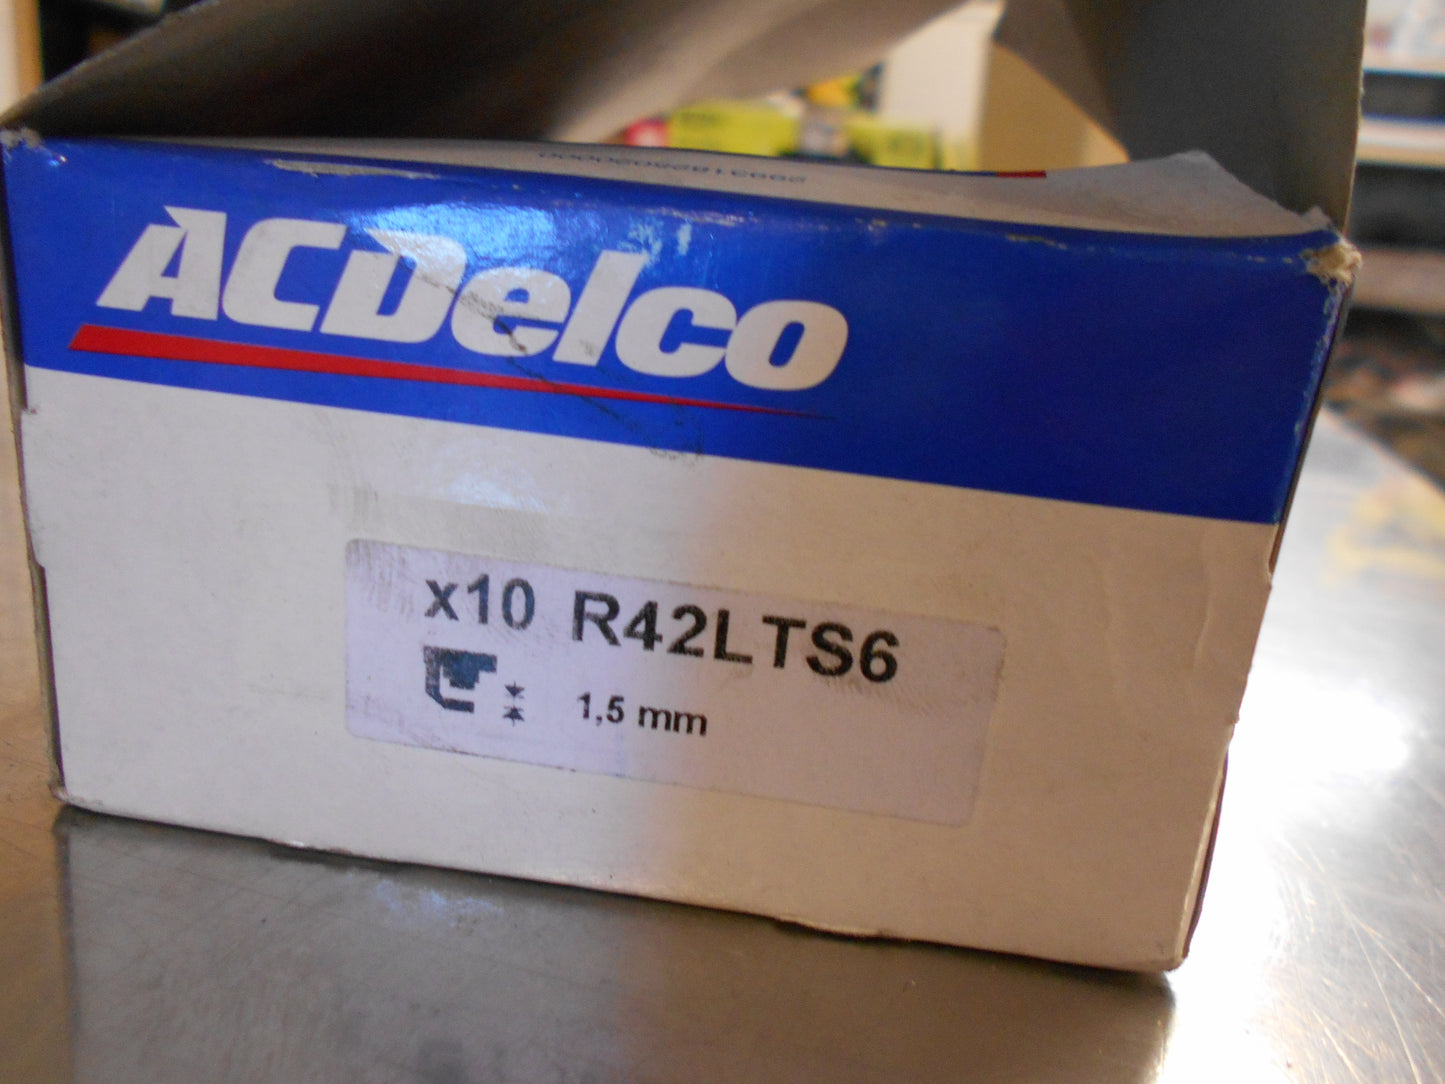 ACDelco
x10 R42LTS6
1,5 mm